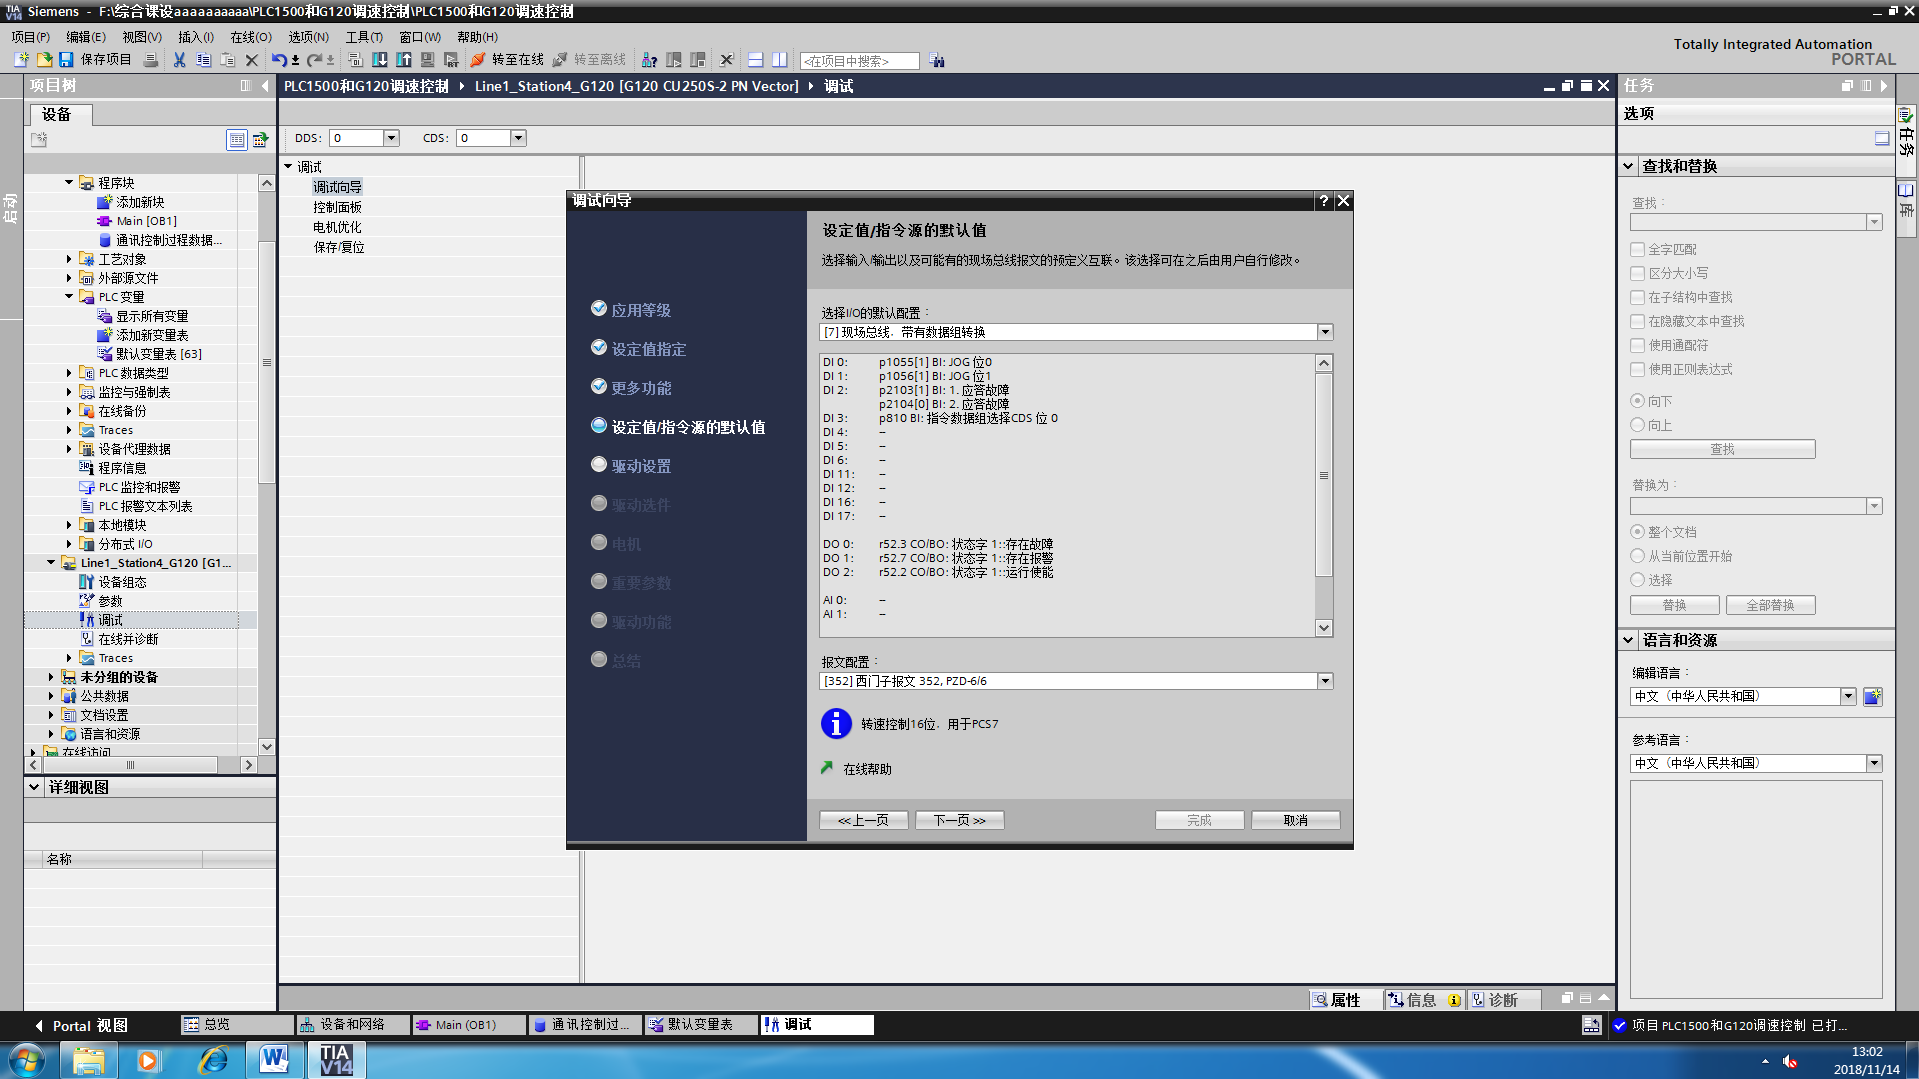 Siemens - F:\综合课设aaaaaaaaaa\PLC1500和G120调速控制\PLC1500和G120调速控制
项目(P) 编辑(E) 视图(V) 插入(I) 在线(O) 选项(N) 工具(T) 窗口(W) 帮助(H)
保存项目 转至在线 转至离线 <在项目中搜索>
Totally Integrated Automation
PORTAL
项目树
设备
启动
程序块
添加新块
Main [OB1]
通讯控制过程数据...
工艺对象
外部源文件
PLC 变量
显示所有变量
添加新变量表
默认变量表 [63]
PLC 数据类型
监控与强制表
在线备份
Traces
设备代理数据
程序信息
PLC 监控和报警
PLC 报警文本列表
本地模块
分布式 I/O
Line1_Station4_G120 [G1...
设备组态
参数
调试
在线并诊断
Traces
未分组的设备
公共数据
文档设置
语言和资源
在线访问
详细视图
名称
PLC1500和G120调速控制 Line1_Station4_G120 [G120 CU250S-2 PN Vector] 调试
DDS: 0 CDS: 0
调试
调试向导
控制面板
电机优化
保存/复位
调试向导
应用等级
设定值指定
更多功能
设定值/指令源的默认值
驱动设置
驱动选件
电机
重要参数
驱动功能
总结
设定值/指令源的默认值
选择输入/输出以及可能有的现场总线报文的预定义互联。该选择可在之后由用户自行修改。
选择I/O的默认配置：
[7] 现场总线，带有数据组转换
DI 0: p1055[1] BI: JOG 位0
DI 1: p1056[1] BI: JOG 位1
DI 2: p2103[1] BI: 1. 应答故障
p2104[0] BI: 2. 应答故障
DI 3: p810 BI: 指令数据组选择CDS 位 0
DI 4: --
DI 5: --
DI 6: --
DI 11: --
DI 12: --
DI 16: --
DI 17: --
DO 0: r52.3 CO/BO: 状态字 1::存在故障
DO 1: r52.7 CO/BO: 状态字 1::存在报警
DO 2: r52.2 CO/BO: 状态字 1::运行使能
AI 0: --
AI 1: --
报文配置：
[352] 西门子报文 352, PZD-6/6
转速控制16位，用于PCS7
在线帮助
<<上一页 下一页 >> 完成 取消
任务
选项
查找和替换
查找：
全字匹配
区分大小写
在子结构中查找
在隐藏文本中查找
使用通配符
使用正则表达式
向下
向上
查找
替换为：
整个文档
从当前位置开始
选择
替换 全部替换
语言和资源
编辑语言：
中文（中华人民共和国）
参考语言：
中文（中华人民共和国）
任务
库
属性 信息 诊断
Portal 视图 总览 设备和网络 Main (OB1) 通讯控制过... 默认变量表 调试
项目 PLC1500和G120调速控制 已打...
TIA V14
13:02
2018/11/14